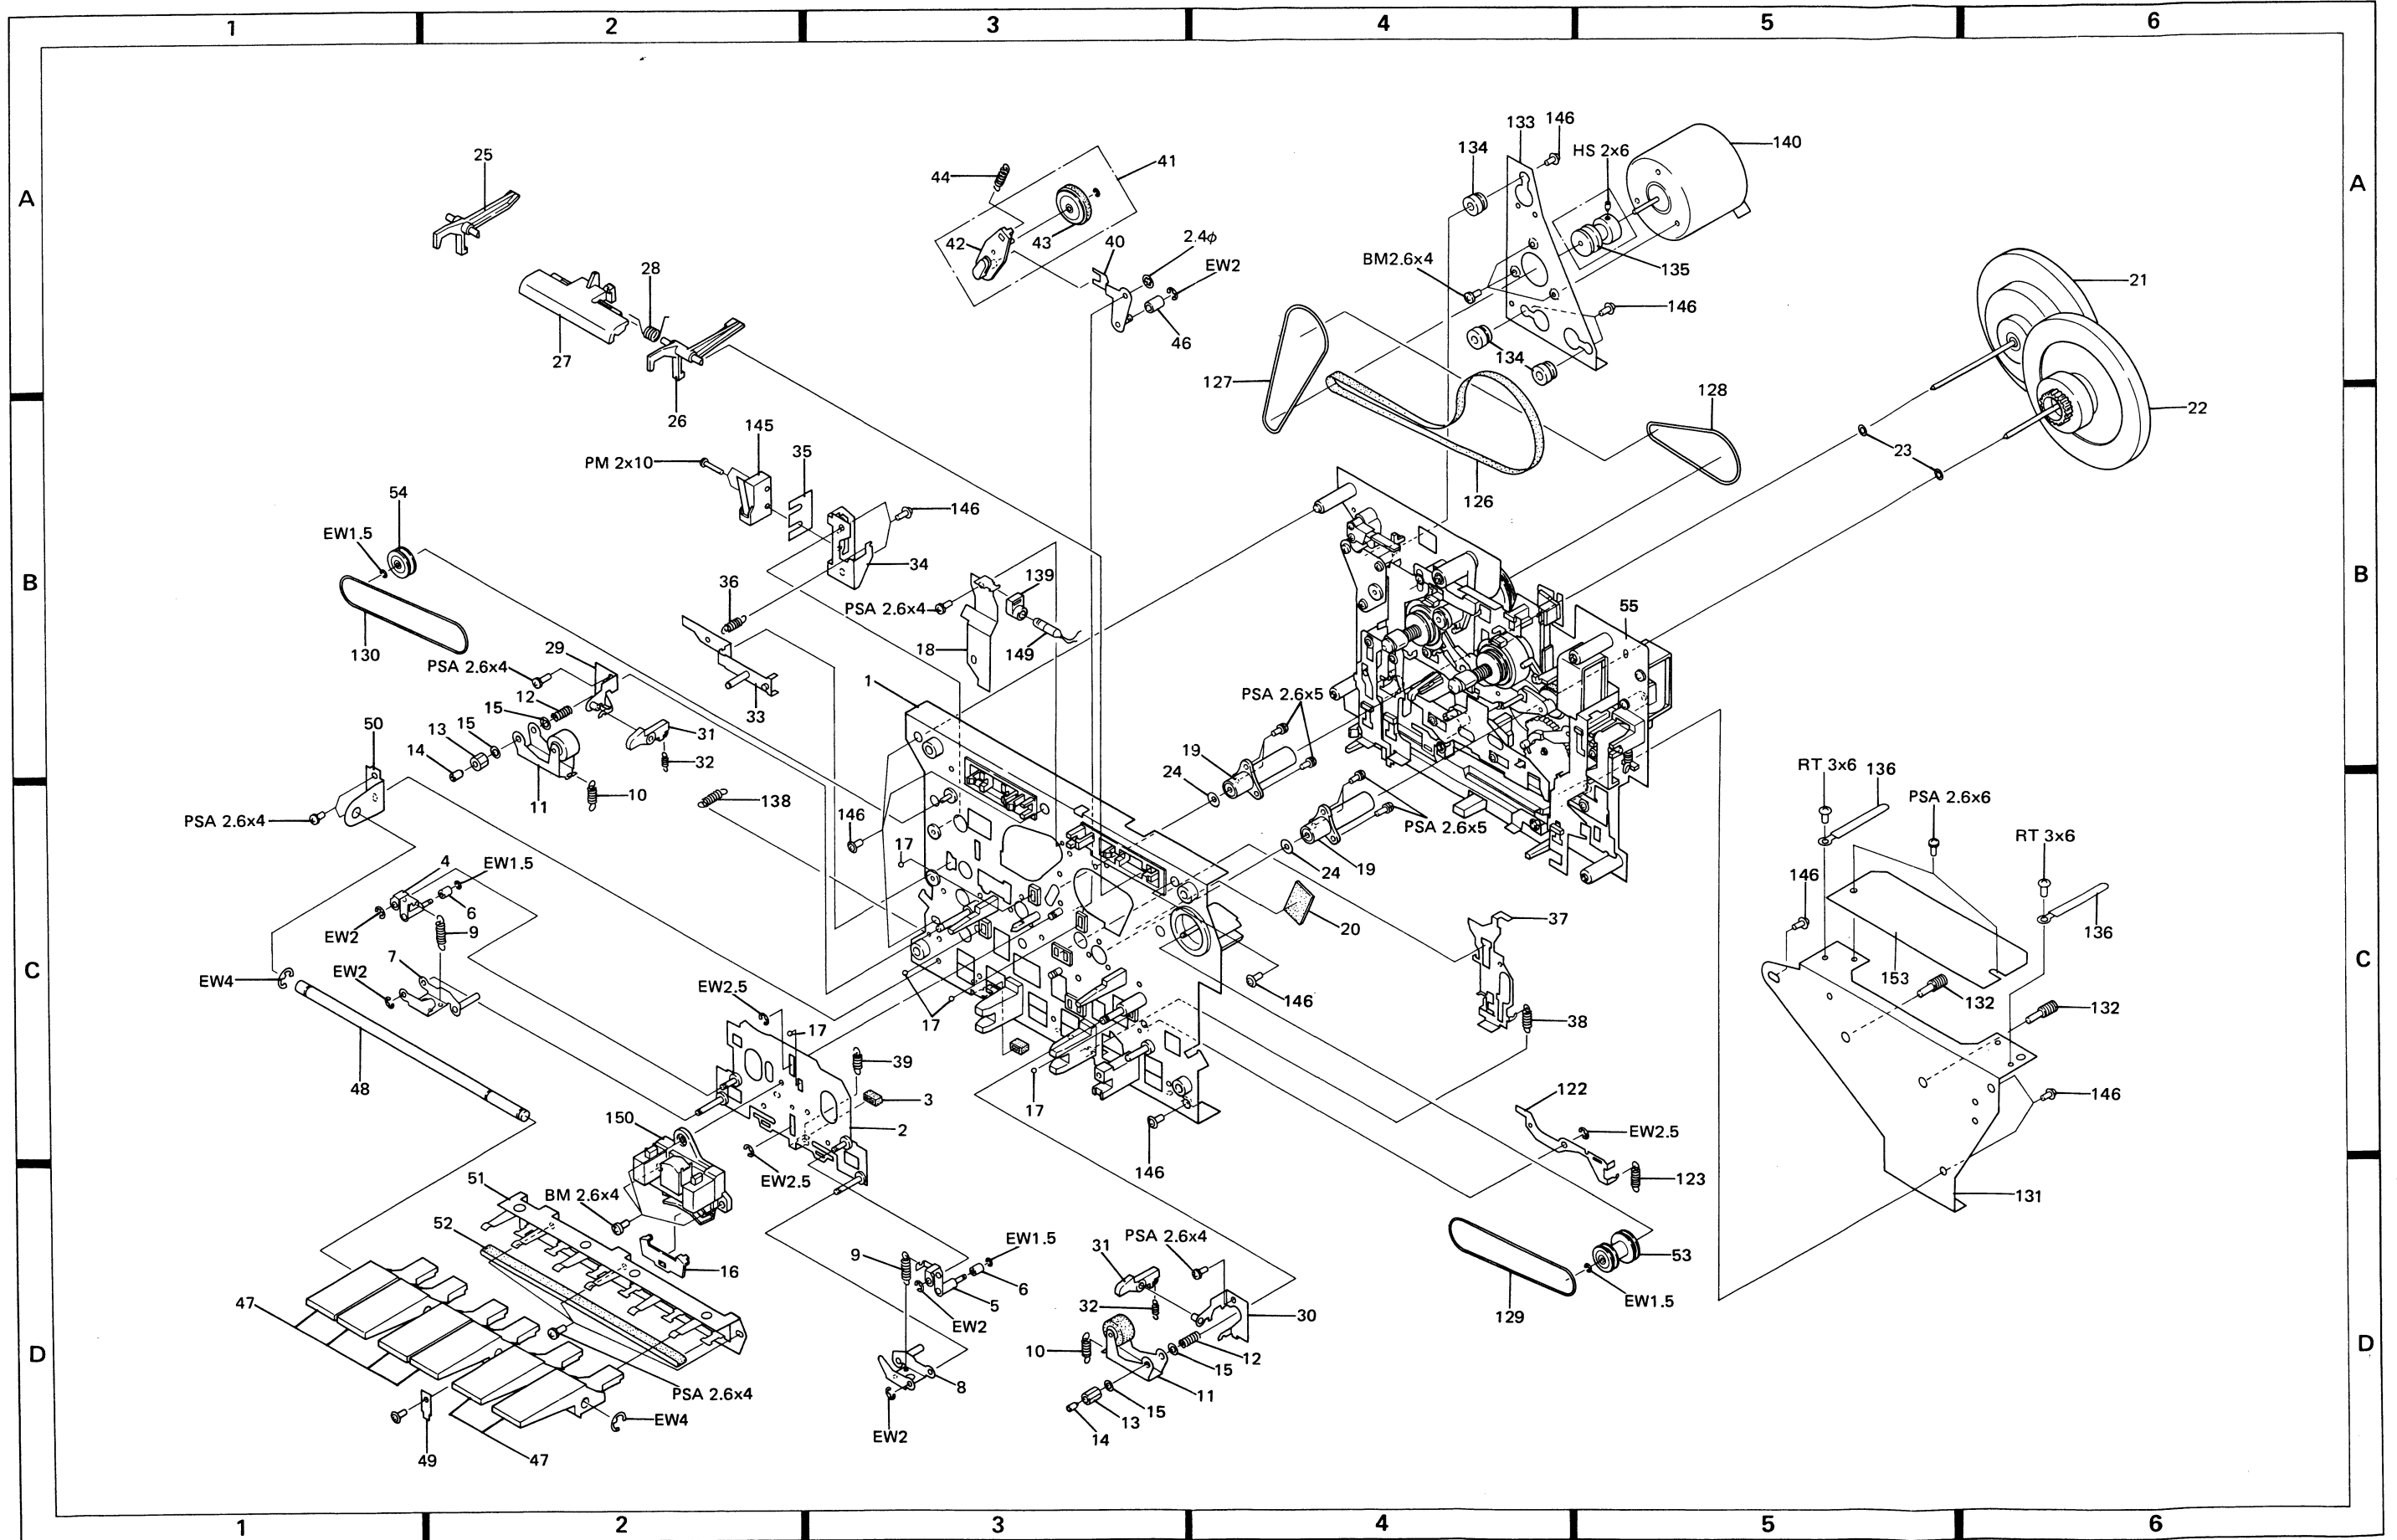 1 2 3 4 5 6
A A
25
44
41
42
43
40
2.4φ
EW2
46
28
27
26
134
133
146
HS 2x6
140
BM2.6x4
135
146
134
21
22
23
127
128
126
B B
145
35
PM 2x10
146
34
54
EW1.5
130
36
PSA 2.6x4
139
18
149
55
29
PSA 2.6x4
12
15
33
31
32
50
13
15
14
11
10
138
1
PSA 2.6x5
19
24
PSA 2.6x5
24
19
RT 3x6
136
PSA 2.6x6
RT 3x6
136
146
PSA 2.6x4
146
17
C C
4
EW1.5
6
EW2
9
7
EW2
EW4
20
37
153
132
132
146
17
EW2.5
17
38
39
48
3
17
122
EW2.5
146
2
150
146
EW2.5
123
131
51
BM 2.6x4
52
16
D D
9
EW1.5
6
5
EW2
PSA 2.6x4
31
32
30
53
129
EW1.5
47
10
12
15
8
11
PSA 2.6x4
15
13
14
EW4
EW2
49
47
1 2 3 4 5 6